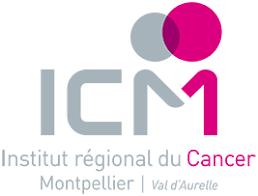 ICM
Institut régional du Cancer
Montpellier | Val d'Aurelle